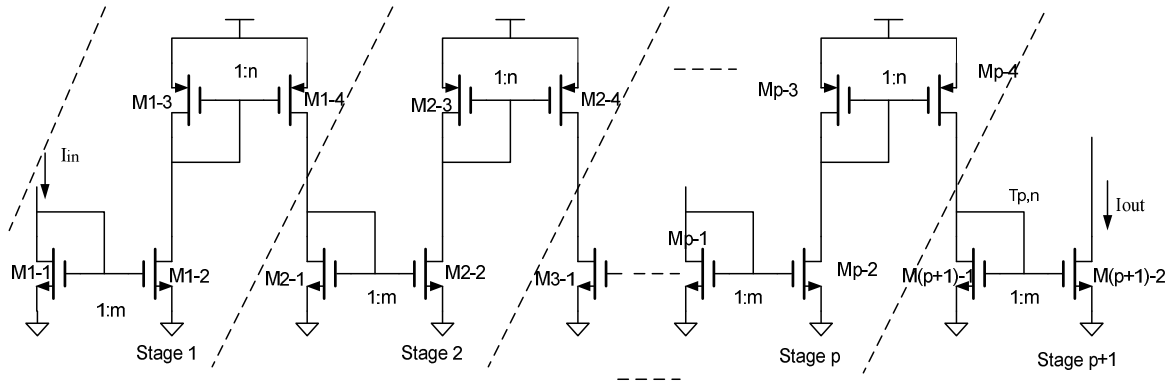 1:n
M1-3
M1-4
1:n
M2-3
M2-4
1:n
Mp-3
Mp-4
Iin
Tp,n
Iout
M1-1
M1-2
M2-1
M2-2
M3-1
Mp-1
Mp-2
M(p+1)-1
M(p+1)-2
1:m
1:m
1:m
1:m
Stage 1
Stage 2
Stage p
Stage p+1